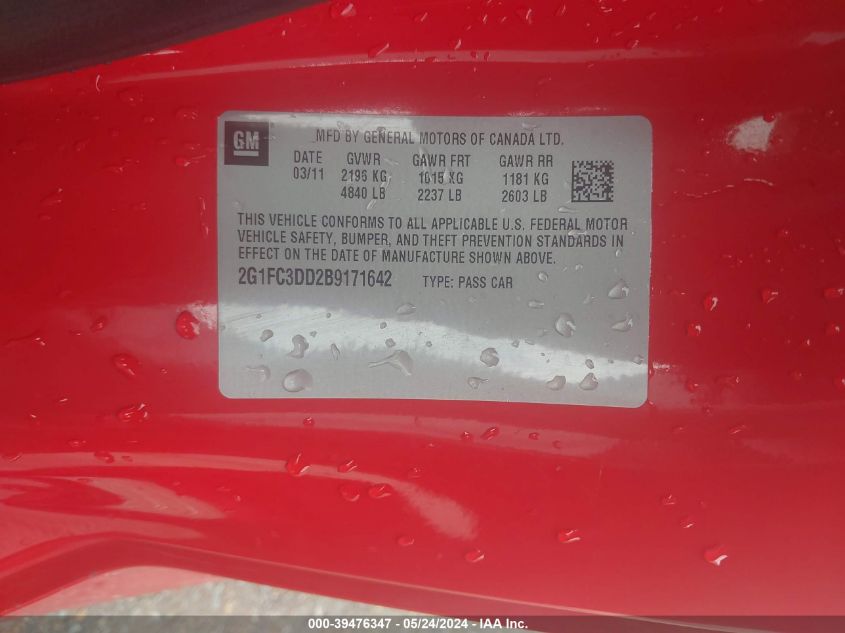 GM
MFD BY GENERAL MOTORS OF CANADA LTD.
DATE GVWR GAWR FRT GAWR RR
03/11 2196 KG 1015 KG 1181 KG
4840 LB 2237 LB 2603 LB
THIS VEHICLE CONFORMS TO ALL APPLICABLE U.S. FEDERAL MOTOR
VEHICLE SAFETY, BUMPER, AND THEFT PREVENTION STANDARDS IN
EFFECT ON THE DATE OF MANUFACTURE SHOWN ABOVE.
2G1FC3DD2B9171642 TYPE: PASS CAR
000-39476347 - 05/24/2024 - IAA Inc.